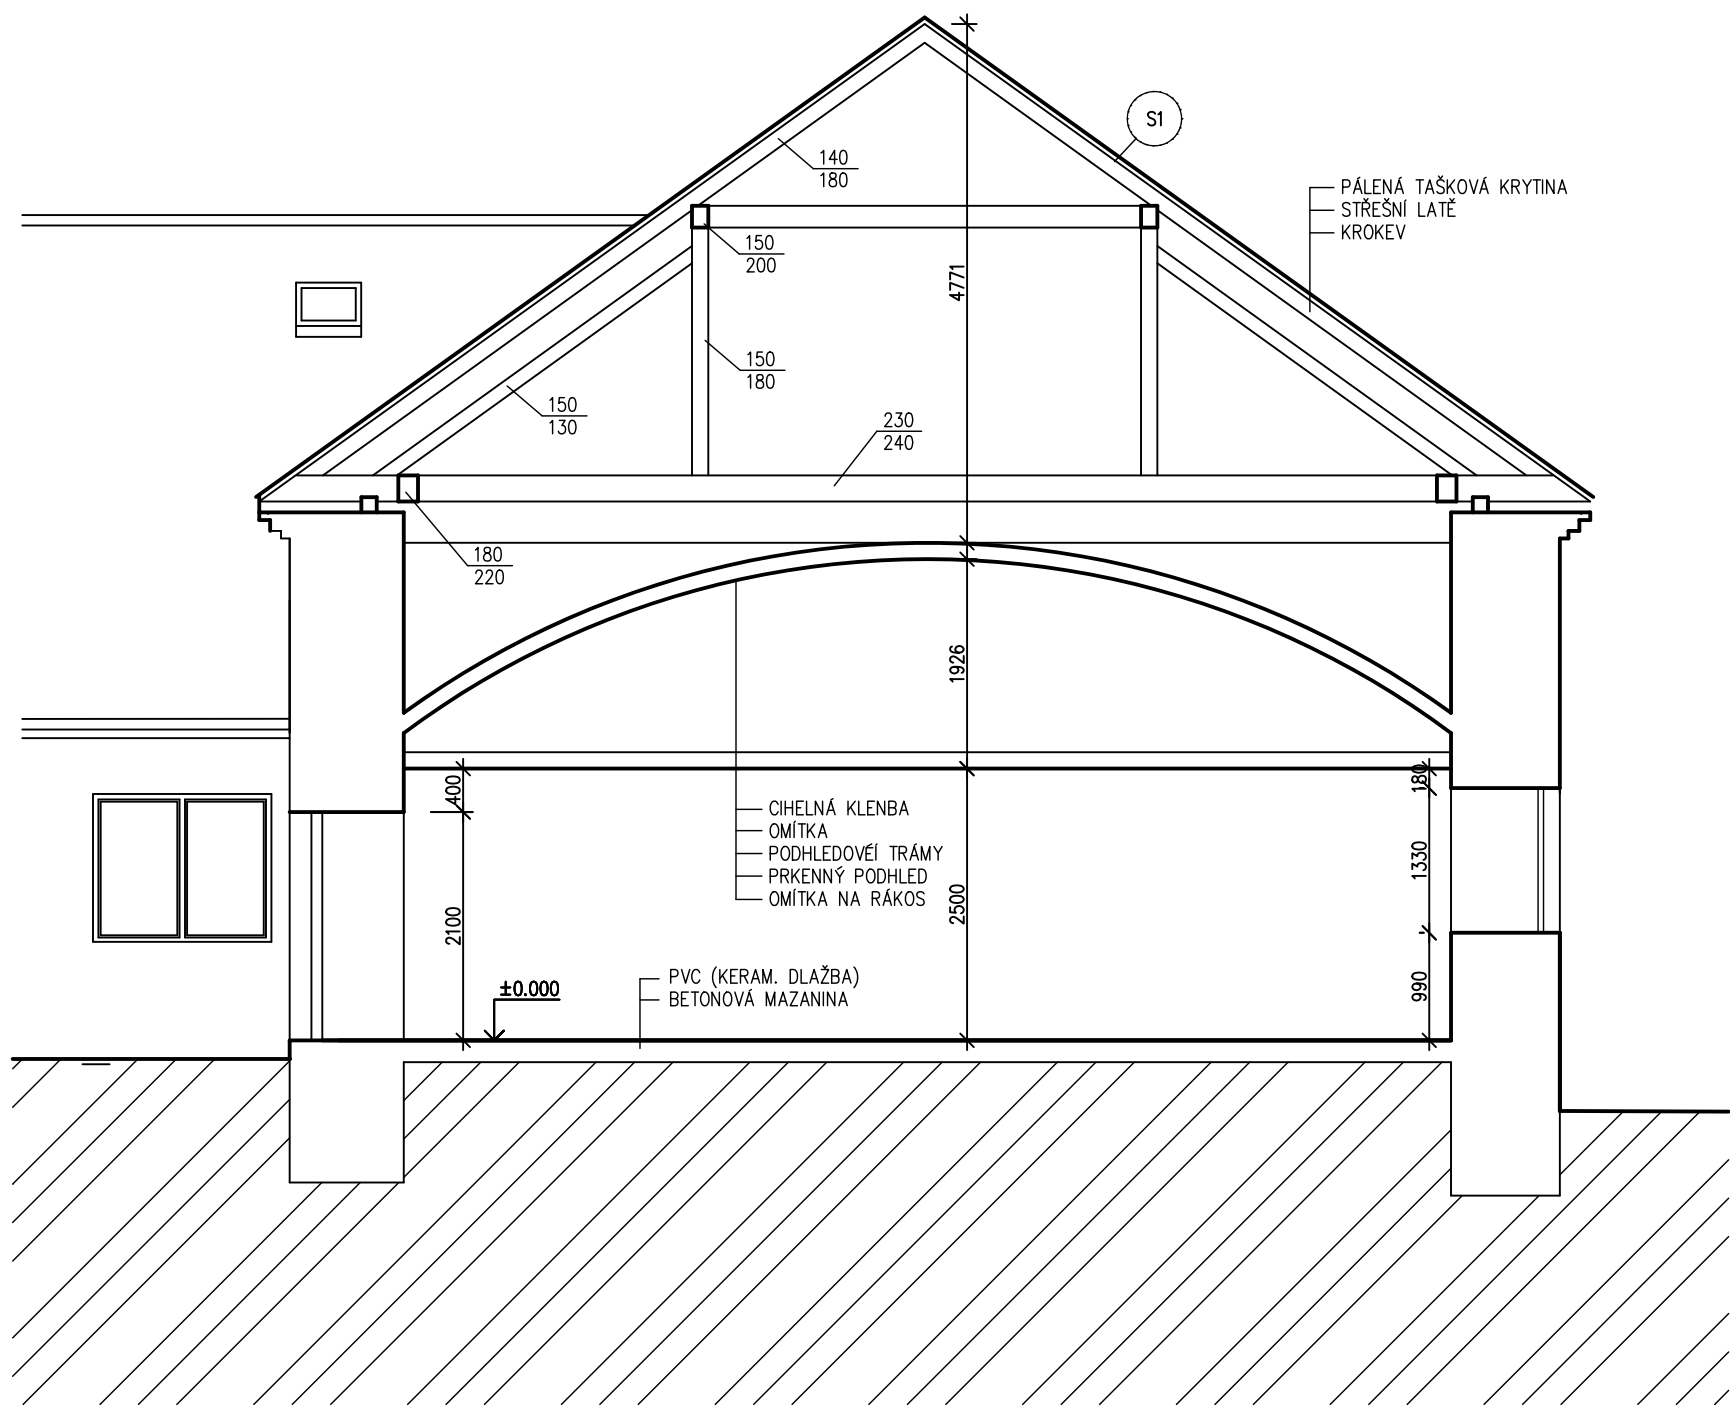 S1
140
180
PÁLENÁ TAŠKOVÁ KRYTINA
STŘEŠNÍ LATĚ
KROKEV
150
200
4771
150
180
150
130
230
240
180
220
1926
180
400
CIHELNÁ KLENBA
OMÍTKA
PODHLEDOVÉÍ TRÁMY
PRKENNÝ PODHLED
OMÍTKA NA RÁKOS
1330
2500
2100
PVC (KERAM. DLAŽBA)
BETONOVÁ MAZANINA
±0.000
990